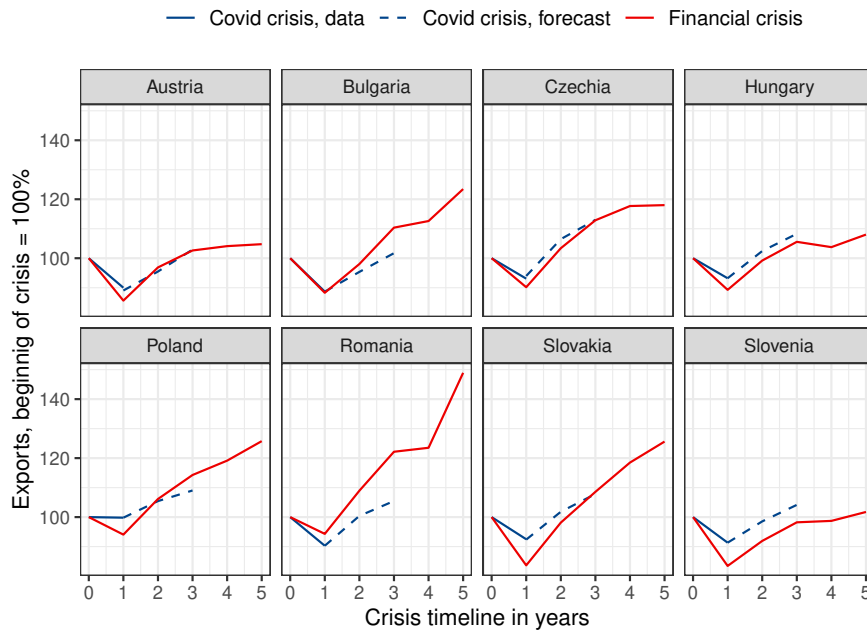 Covid crisis, data Covid crisis, forecast Financial crisis
Austria Bulgaria Czechia Hungary
140
120
100
Poland Romania Slovakia Slovenia
140
120
100
0 1 2 3 4 5 0 1 2 3 4 5 0 1 2 3 4 5 0 1 2 3 4 5
Crisis timeline in years
Exports, beginnig of crisis = 100%